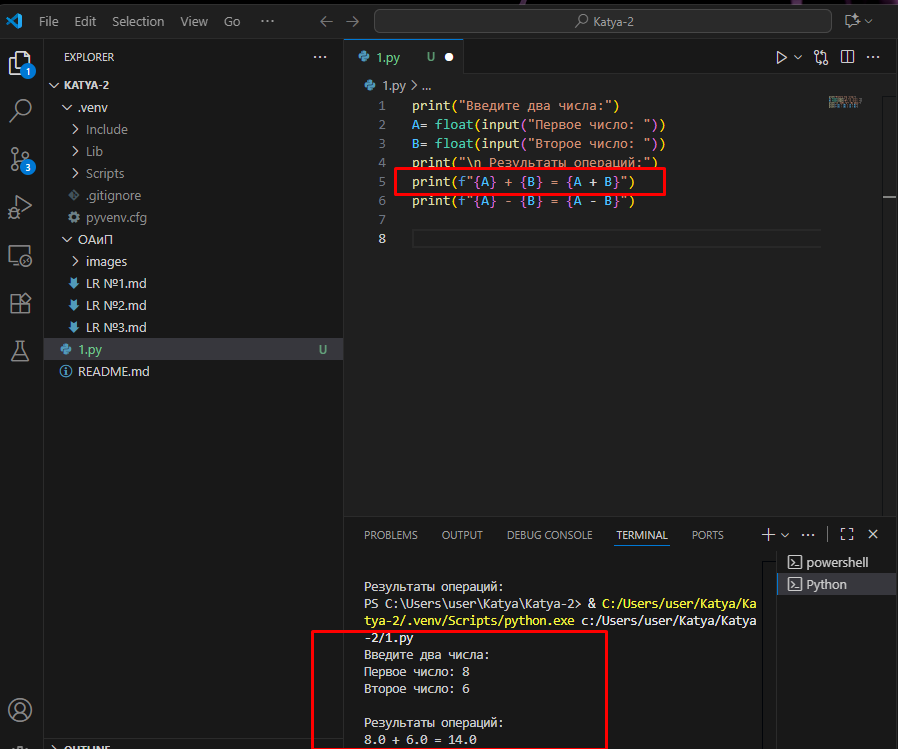 File Edit Selection View Go ··· Katya-2
EXPLORER ···
KATYA-2
.venv
Include
Lib
Scripts
.gitignore
pyvenv.cfg
ОАиП
images
LR №1.md
LR №2.md
LR №3.md
1.py U
README.md
OUTLINE
1
3
1.py U
1.py > ...
1 print("Введите два числа:")
2 A= float(input("Первое число: "))
3 B= float(input("Второе число: "))
4 print("\n Результаты операций:")
5 print(f"{A} + {B} = {A + B}")
6 print(f"{A} - {B} = {A - B}")
7
8
PROBLEMS OUTPUT DEBUG CONSOLE TERMINAL PORTS
powershell
Python
Результаты операций:
PS C:\Users\user\Katya\Katya-2> & C:/Users/user/Katya/Ka
tya-2/.venv/Scripts/python.exe c:/Users/user/Katya/Katya
-2/1.py
Введите два числа:
Первое число: 8
Второе число: 6
Результаты операций:
8.0 + 6.0 = 14.0